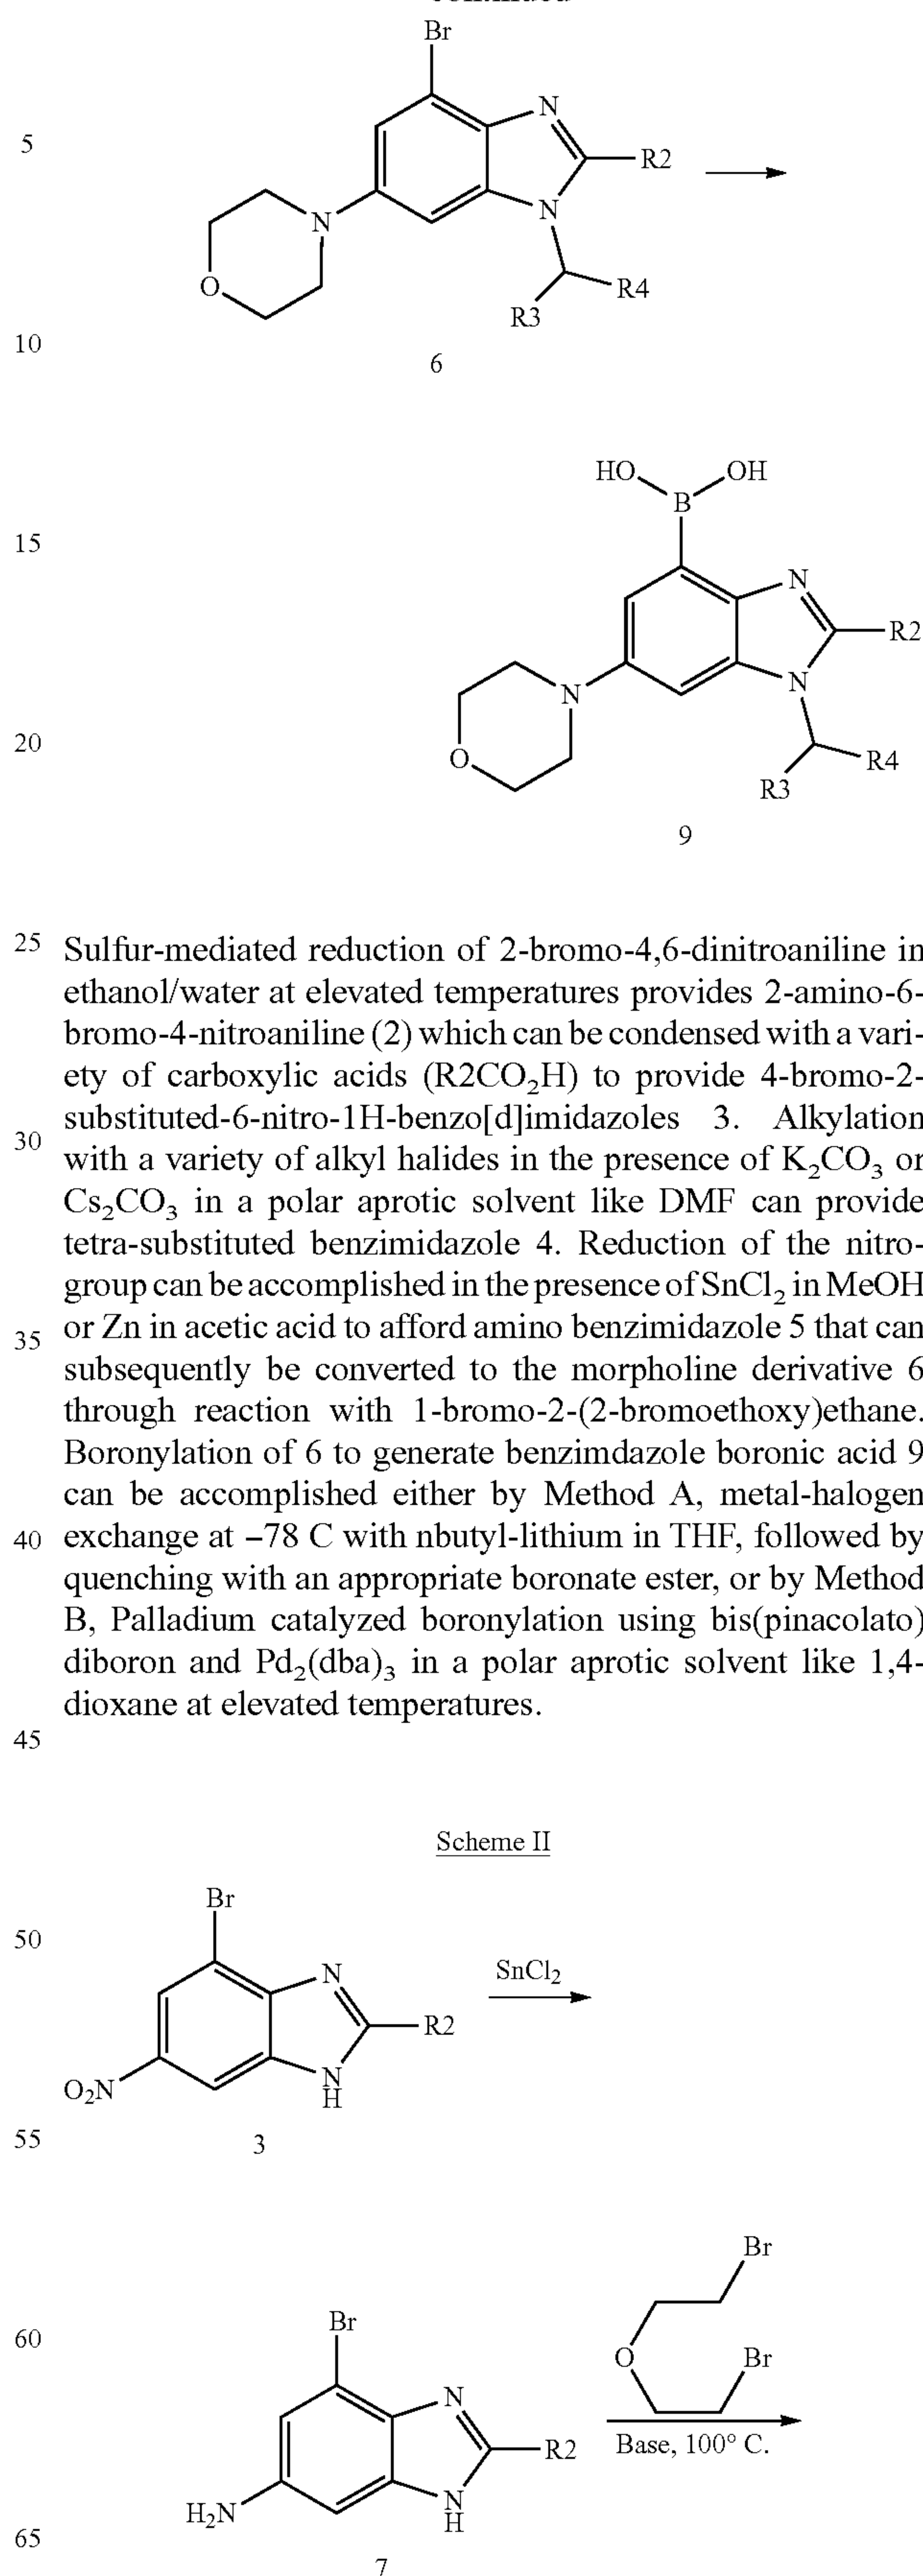 Br
N
5
R2
N
N
O
R4
R3
10
6
HO
OH
B
15
N
R2
N
N
20
O
R4
R3
9
25 Sulfur-mediated reduction of 2-bromo-4,6-dinitroaniline in
ethanol/water at elevated temperatures provides 2-amino-6-
bromo-4-nitroaniline (2) which can be condensed with a vari-
ety of carboxylic acids (R2CO₂H) to provide 4-bromo-2-
substituted-6-nitro-1H-benzo[d]imidazoles 3. Alkylation
30
with a variety of alkyl halides in the presence of K₂CO₃ or
Cs₂CO₃ in a polar aprotic solvent like DMF can provide
tetra-substituted benzimidazole 4. Reduction of the nitro-
group can be accomplished in the presence of SnCl₂ in MeOH
35 or Zn in acetic acid to afford amino benzimidazole 5 that can
subsequently be converted to the morpholine derivative 6
through reaction with 1-bromo-2-(2-bromoethoxy)ethane.
Boronylation of 6 to generate benzimdazole boronic acid 9
can be accomplished either by Method A, metal-halogen
40 exchange at –78 C with nbutyl-lithium in THF, followed by
quenching with an appropriate boronate ester, or by Method
B, Palladium catalyzed boronylation using bis(pinacolato)
diboron and Pd₂(dba)₃ in a polar aprotic solvent like 1,4-
dioxane at elevated temperatures.
45
Scheme II
Br
50
N
SnCl₂
R2
O₂N
N
H
55
3
Br
60
Br
O
Br
N
R2
Base, 100° C.
H₂N
N
H
65
7